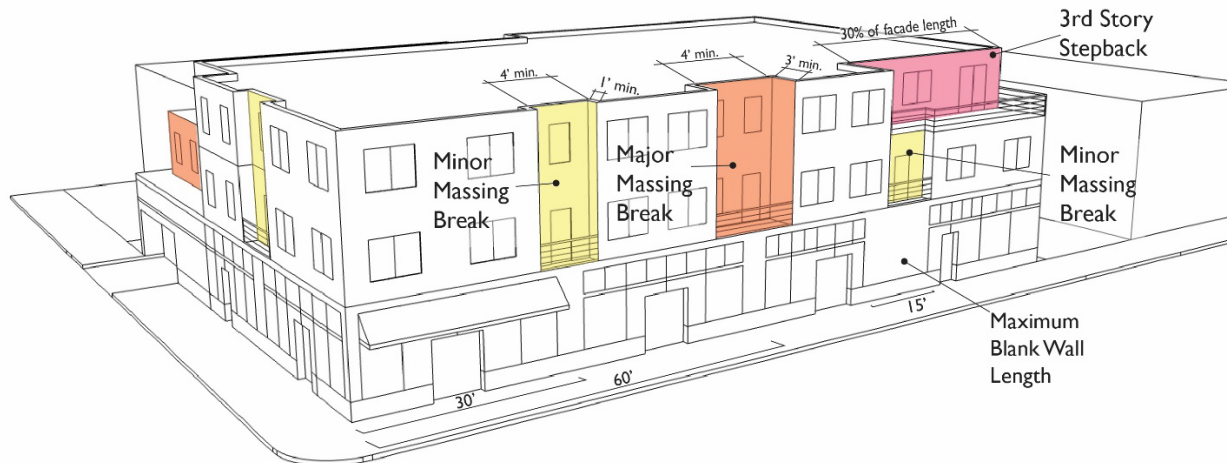 30% of facade length
3rd Story
Stepback
4' min.
1' min.
4' min.
3' min.
Minor
Massing
Break
Major
Massing
Break
Minor
Massing
Break
15'
Maximum
Blank Wall
Length
60'
30'